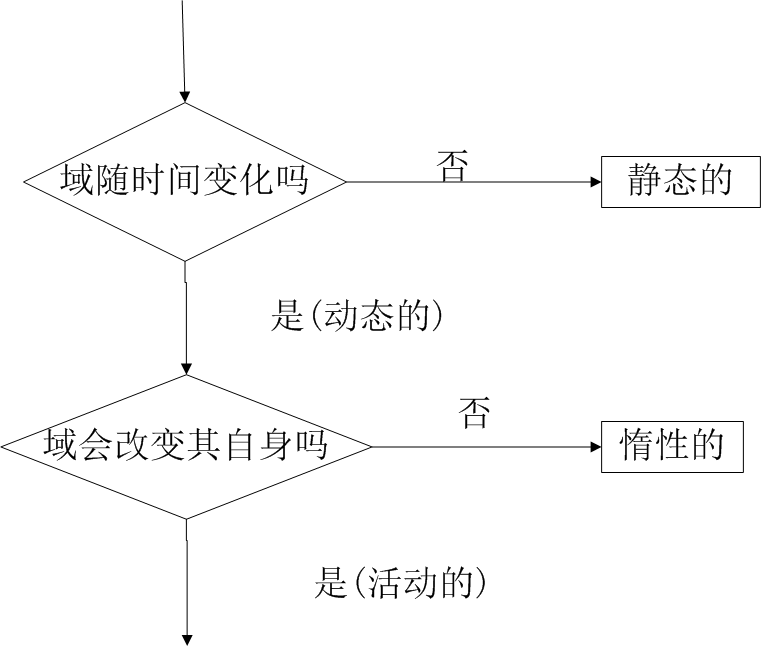 域随时间变化吗
否
静态的
是(动态的)
域会改变其自身吗
否
惰性的
是(活动的)